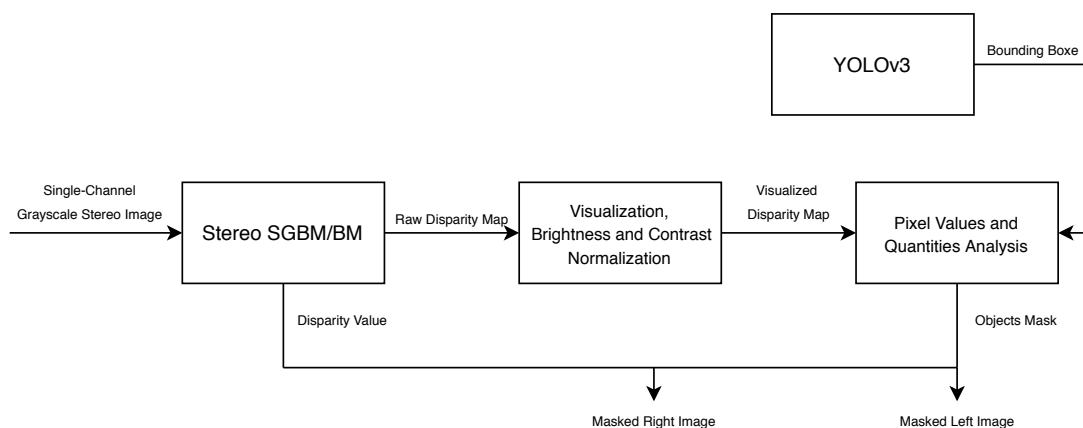 YOLOv3
Bounding Boxe
Single-Channel
Grayscale Stereo Image
Stereo SGBM/BM
Raw Disparity Map
Visualization,
Brightness and Contrast
Normalization
Visualized
Disparity Map
Pixel Values and
Quantities Analysis
Disparity Value
Objects Mask
Masked Right Image
Masked Left Image